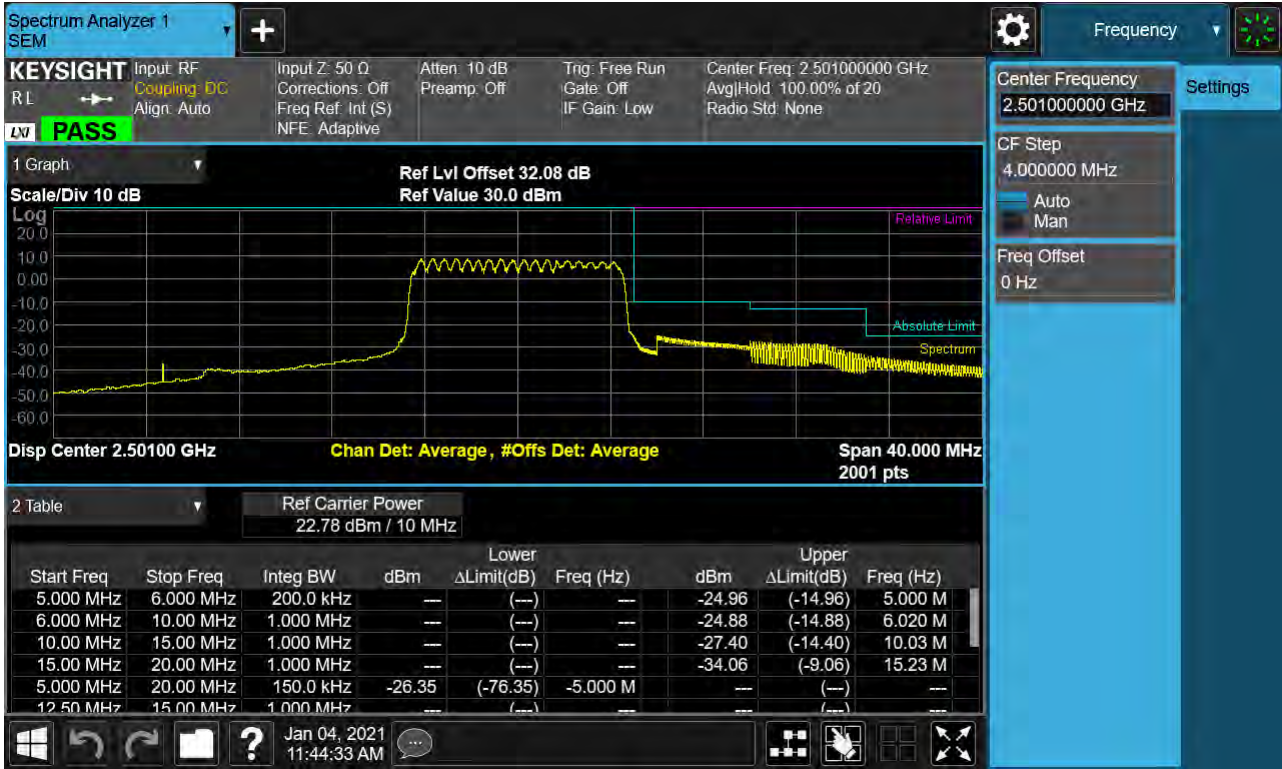 Spectrum Analyzer 1
SEM
+
Frequency
KEYSIGHT
RL
LXI PASS
Input: RF
Coupling: DC
Align: Auto
Input Z: 50 Ω
Corrections: Off
Freq Ref: Int (S)
NFE: Adaptive
Atten: 10 dB
Preamp: Off
Trig: Free Run
Gate: Off
IF Gain: Low
Center Freq: 2.501000000 GHz
Avg|Hold: 100.00% of 20
Radio Std: None
Center Frequency
2.501000000 GHz
Settings
CF Step
4.000000 MHz
Auto
Man
Freq Offset
0 Hz
1 Graph
Ref Lvl Offset 32.08 dB
Scale/Div 10 dB
Ref Value 30.0 dBm
Log
Relative Limit
20.0
10.0
0.00
-10.0
-20.0
Absolute Limit
-30.0
Spectrum
-40.0
-50.0
-60.0
Disp Center 2.50100 GHz
Chan Det: Average, #Offs Det: Average
Span 40.000 MHz
2001 pts
2 Table
Ref Carrier Power
22.78 dBm / 10 MHz
Lower Upper
Start Freq Stop Freq Integ BW dBm ΔLimit(dB) Freq (Hz) dBm ΔLimit(dB) Freq (Hz)
5.000 MHz 6.000 MHz 200.0 kHz --- (---) --- -24.96 (-14.96) 5.000 M
6.000 MHz 10.00 MHz 1.000 MHz --- (---) --- -24.88 (-14.88) 6.020 M
10.00 MHz 15.00 MHz 1.000 MHz --- (---) --- -27.40 (-14.40) 10.03 M
15.00 MHz 20.00 MHz 1.000 MHz --- (---) --- -34.06 (-9.06) 15.23 M
5.000 MHz 20.00 MHz 150.0 kHz -26.35 (-76.35) -5.000 M --- (---) ---
12.50 MHz 15.00 MHz 1.000 MHz --- (---) --- --- (---) ---
?
Jan 04, 2021
11:44:33 AM